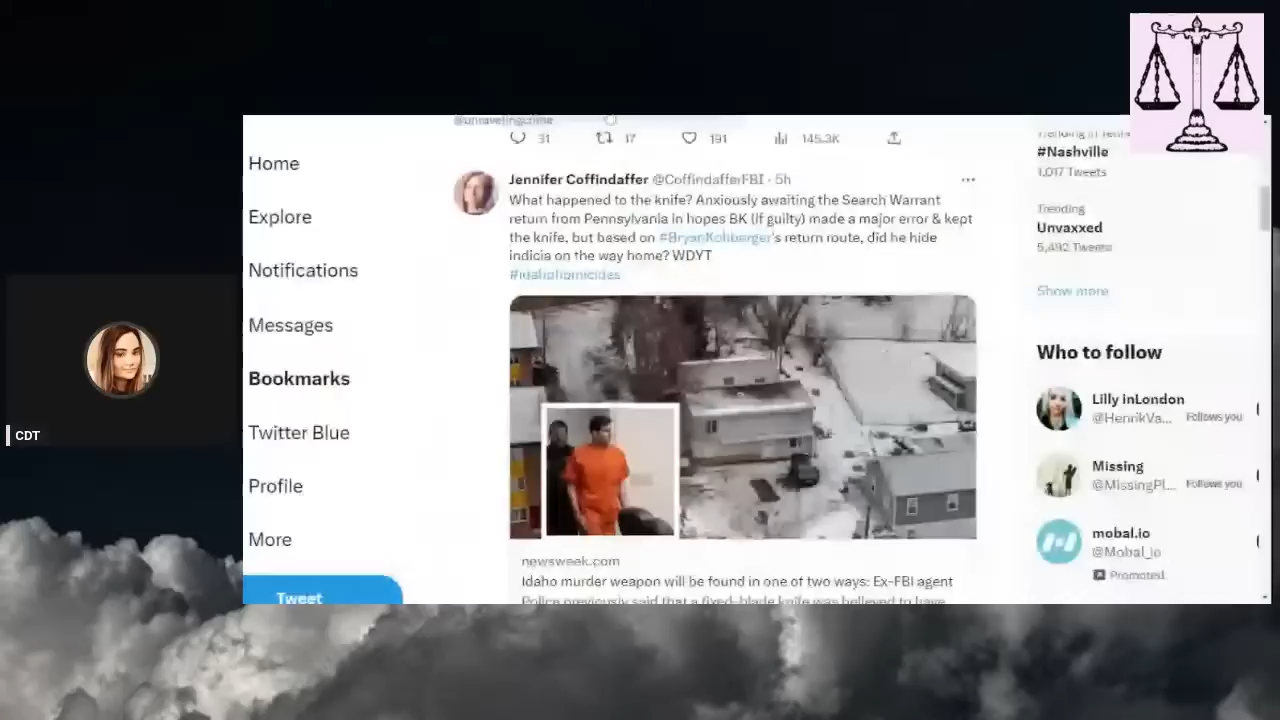 @unravelingcrime
31 17 191 145.3K
Home
Explore
Notifications
Messages
Bookmarks
Twitter Blue
Profile
More
Tweet
CDT
Jennifer Coffindaffer @CoffindafferFBI · 5h
What happened to the knife? Anxiously awaiting the Search Warrant
return from Pennsylvania in hopes BK (if guilty) made a major error & kept
the knife, but based on #BryanKohberger's return route, did he hide
indicia on the way home? WDYT
#idahohomicides
newsweek.com
Idaho murder weapon will be found in one of two ways: Ex-FBI agent
Police previously said that a fixed-blade knife was believed to have
Trending in
#Nashville
1,017 Tweets
Trending
Unvaxxed
5,492 Tweets
Show more
Who to follow
Lilly inLondon
@HenrikVa... Follows you
Missing
@MissingPl... Follows you
mobal.io
@Mobal_io
Promoted